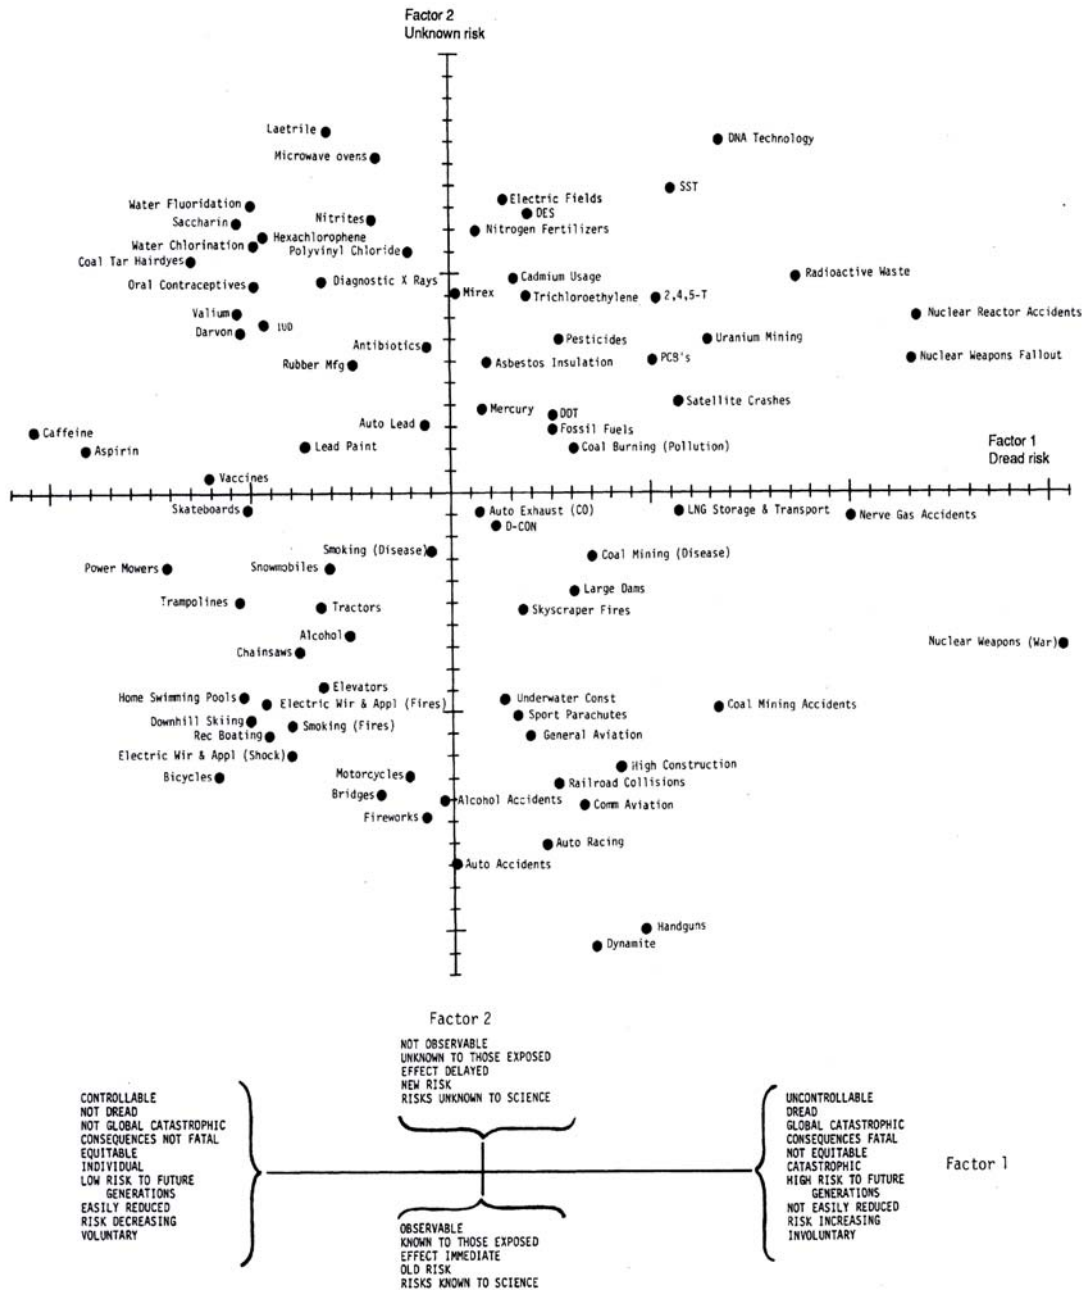 Factor 2
Unknown risk
Laetrile
DNA Technology
Microwave ovens
SST
Electric Fields
Water Fluoridation
DES
Saccharin
Nitrites
Nitrogen Fertilizers
Hexachlorophene
Water Chlorination
Polyvinyl Chloride
Coal Tar Hairdyes
Radioactive Waste
Cadmium Usage
Diagnostic X Rays
Oral Contraceptives
Mirex
Trichloroethylene
2,4,5-T
Valium
Nuclear Reactor Accidents
IUD
Darvon
Pesticides
Uranium Mining
Antibiotics
Nuclear Weapons Fallout
Rubber Mfg
Asbestos Insulation
PCB's
Satellite Crashes
Mercury
DDT
Auto Lead
Fossil Fuels
Caffeine
Lead Paint
Coal Burning (Pollution)
Aspirin
Factor 1
Dread risk
Vaccines
Skateboards
Auto Exhaust (CO)
LNG Storage & Transport
Nerve Gas Accidents
D-CON
Smoking (Disease)
Coal Mining (Disease)
Power Mowers
Snowmobiles
Large Dams
Trampolines
Tractors
Skyscraper Fires
Alcohol
Nuclear Weapons (War)
Chainsaws
Elevators
Home Swimming Pools
Electric Wir & Appl (Fires)
Underwater Const
Coal Mining Accidents
Sport Parachutes
Downhill Skiing
Smoking (Fires)
Rec Boating
General Aviation
Electric Wir & Appl (Shock)
High Construction
Bicycles
Motorcycles
Railroad Collisions
Bridges
Alcohol Accidents
Comm Aviation
Fireworks
Auto Racing
Auto Accidents
Handguns
Dynamite
Factor 2
NOT OBSERVABLE
UNKNOWN TO THOSE EXPOSED
EFFECT DELAYED
NEW RISK
RISKS UNKNOWN TO SCIENCE
CONTROLLABLE
NOT DREAD
NOT GLOBAL CATASTROPHIC
CONSEQUENCES NOT FATAL
EQUITABLE
INDIVIDUAL
LOW RISK TO FUTURE
GENERATIONS
EASILY REDUCED
RISK DECREASING
VOLUNTARY
UNCONTROLLABLE
DREAD
GLOBAL CATASTROPHIC
CONSEQUENCES FATAL
NOT EQUITABLE
CATASTROPHIC
HIGH RISK TO FUTURE
GENERATIONS
NOT EASILY REDUCED
RISK INCREASING
INVOLUNTARY
Factor 1
OBSERVABLE
KNOWN TO THOSE EXPOSED
EFFECT IMMEDIATE
OLD RISK
RISKS KNOWN TO SCIENCE